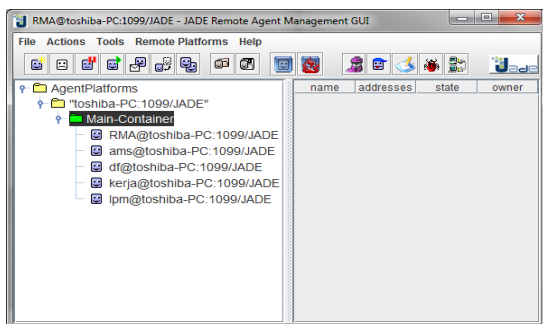 RMA@toshiba-PC:1099/JADE - JADE Remote Agent Management GUI
File Actions Tools Remote Platforms Help
Jade
AgentPlatforms
"toshiba-PC:1099/JADE"
Main-Container
RMA@toshiba-PC:1099/JADE
ams@toshiba-PC:1099/JADE
df@toshiba-PC:1099/JADE
kerja@toshiba-PC:1099/JADE
lpm@toshiba-PC:1099/JADE
name addresses state owner